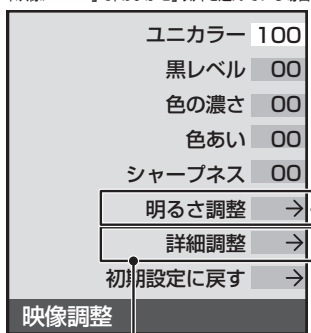 ユニカラー 100
黒レベル 00
色の濃さ 00
色あい 00
シャープネス 00
明るさ調整 →
詳細調整 →
初期設定に戻す →
映像調整